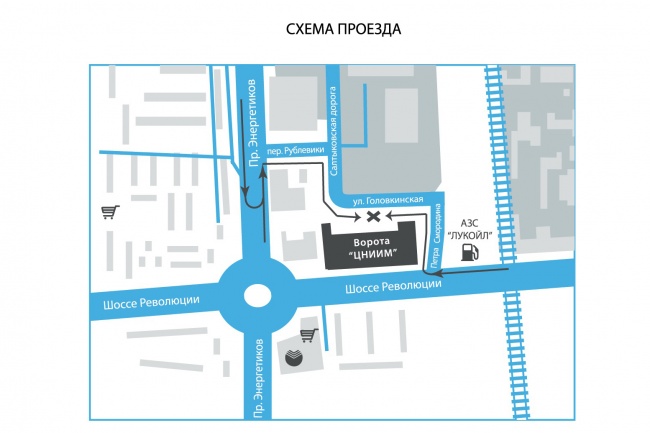 СХЕМА ПРОЕЗДА
Пр. Энергетиков
пер. Рублевики
Салтыковская дорога
ул. Головкинская
Петра Смородина
АЗС
"ЛУКОЙЛ"
Ворота
"ЦНИИМ"
Шоссе Революции
Шоссе Революции
Пр. Энергетиков